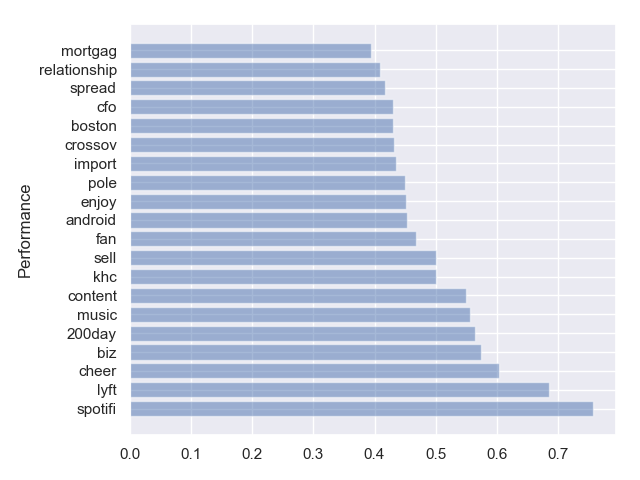 Performance
mortgag
relationship
spread
cfo
boston
crossov
import
pole
enjoy
android
fan
sell
khc
content
music
200day
biz
cheer
lyft
spotifi
0.0 0.1 0.2 0.3 0.4 0.5 0.6 0.7